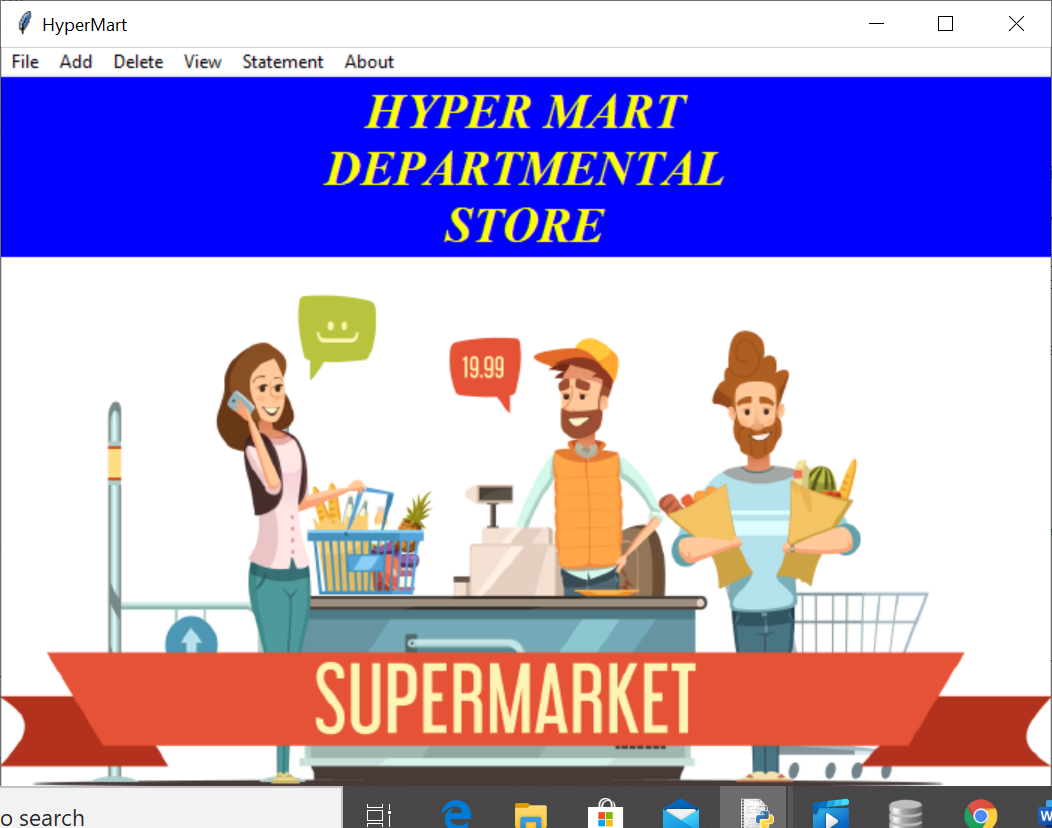 HyperMart
File Add Delete View Statement About
HYPER MART
DEPARTMENTAL
STORE
19.99
SUPERMARKET
o search